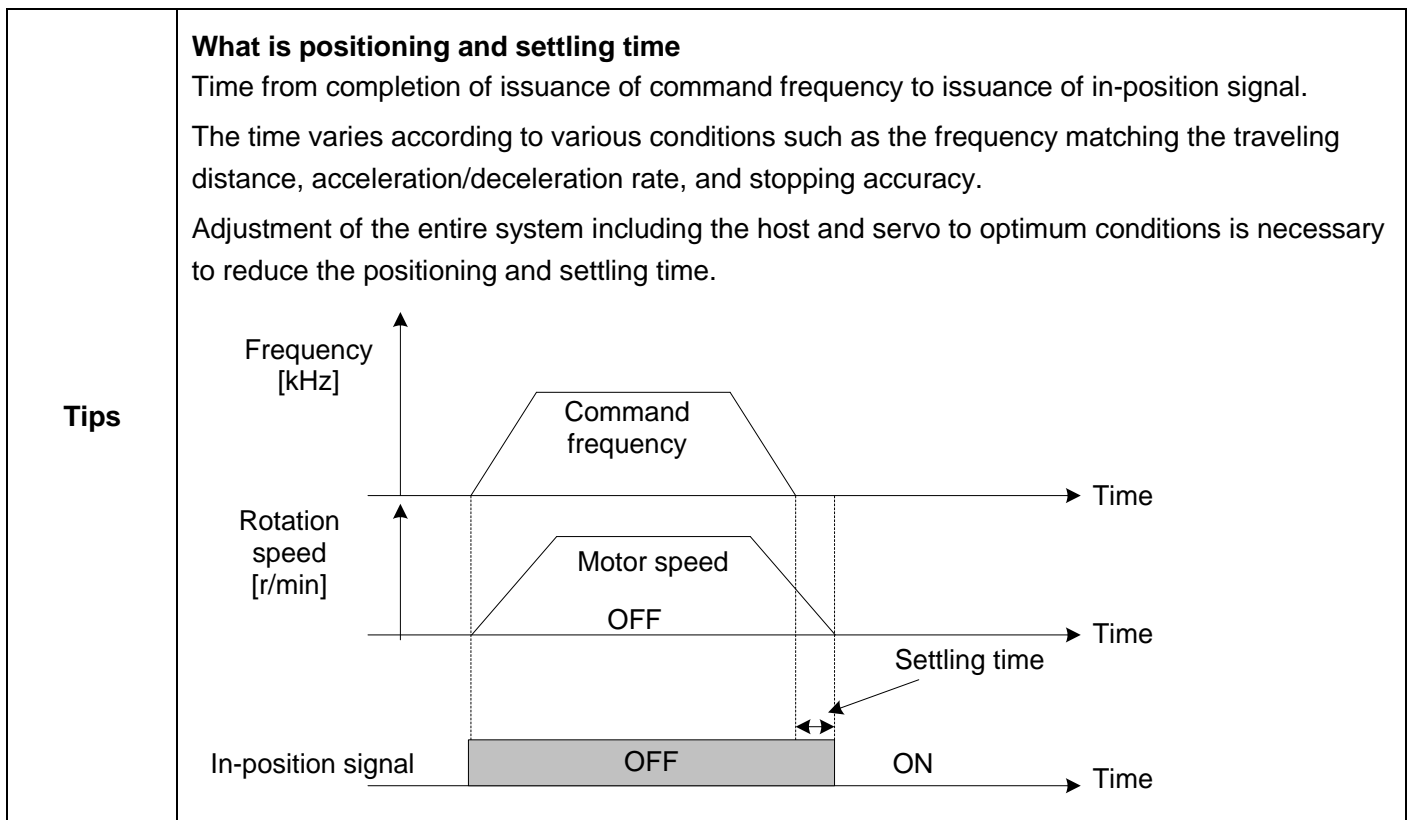 Tips
What is positioning and settling time
Time from completion of issuance of command frequency to issuance of in-position signal.
The time varies according to various conditions such as the frequency matching the traveling
distance, acceleration/deceleration rate, and stopping accuracy.
Adjustment of the entire system including the host and servo to optimum conditions is necessary
to reduce the positioning and settling time.
Frequency
[kHz]
Command
frequency
Time
Rotation
speed
[r/min]
Motor speed
OFF
Time
Settling time
In-position signal
OFF
ON
Time